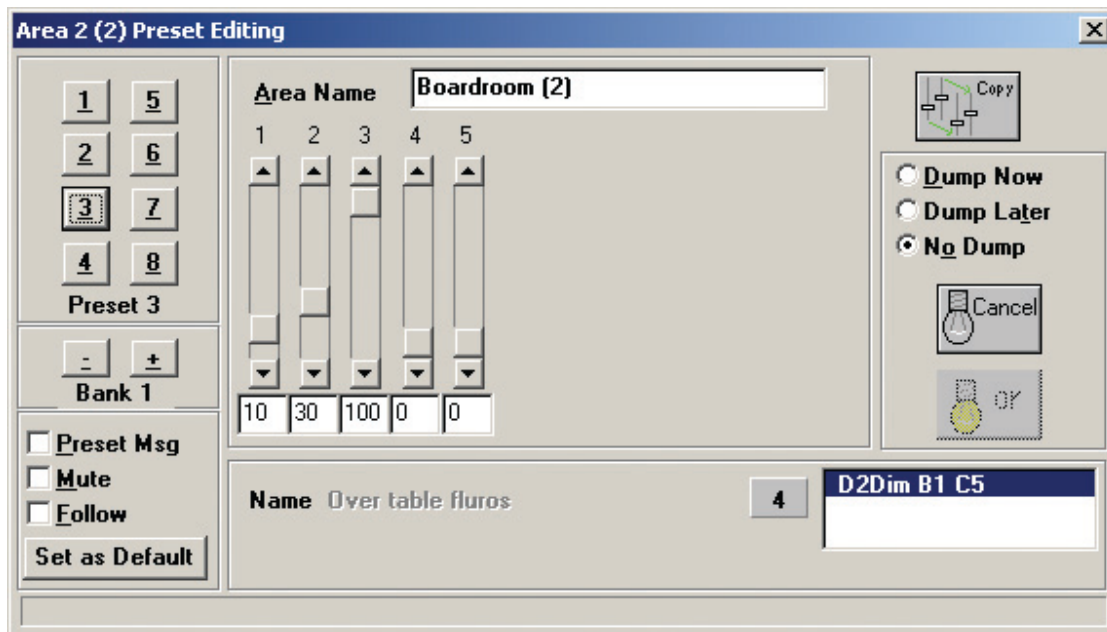 Area 2 (2) Preset Editing
1 5
2 6
3 7
4 8
Preset 3
- +
Bank 1
Preset Msg
Mute
Follow
Set as Default
Area Name Boardroom (2)
1 2 3 4 5
10 30 100 0 0
Name Over table fluros 4 D2Dim B1 C5
Copy
Dump Now
Dump Later
No Dump
Cancel
OK